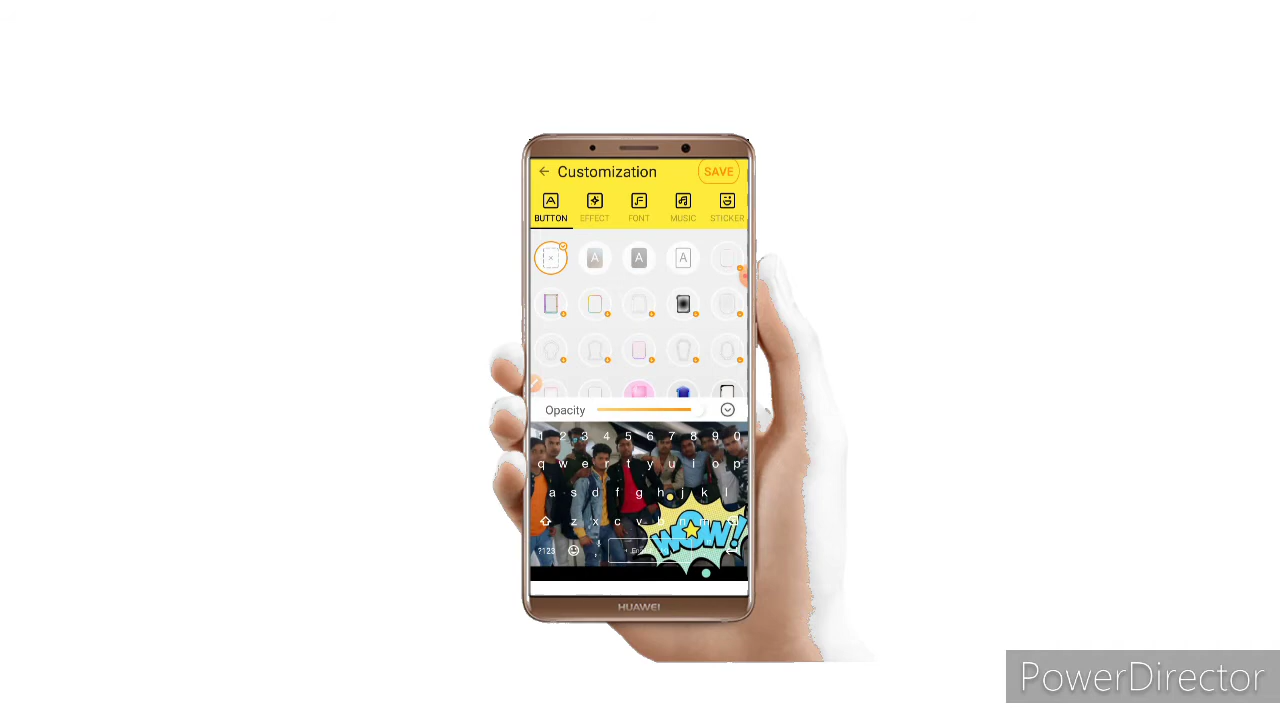 Customization SAVE
BUTTON EFFECT FONT MUSIC STICKER
A A A
Opacity
1 2 3 4 5 6 7 8 9 0
q w e r t y u i o p
a s d f g h j k l
z x c v b n m
WOW!
?123 ,
HUAWEI
PowerDirector